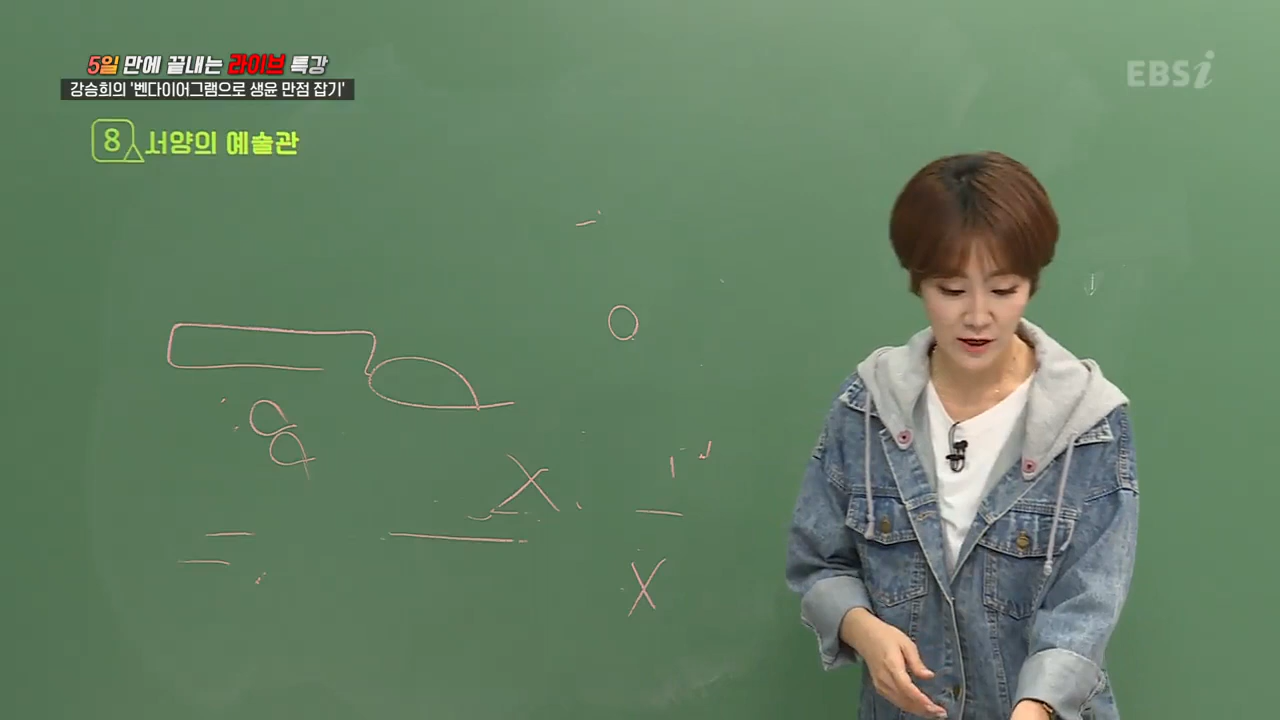 5일 만에 끝내는 라이브 특강
강승희의 '벤다이어그램으로 생윤 만점 잡기'
EBSi
8 서양의 예술관
O
X
X